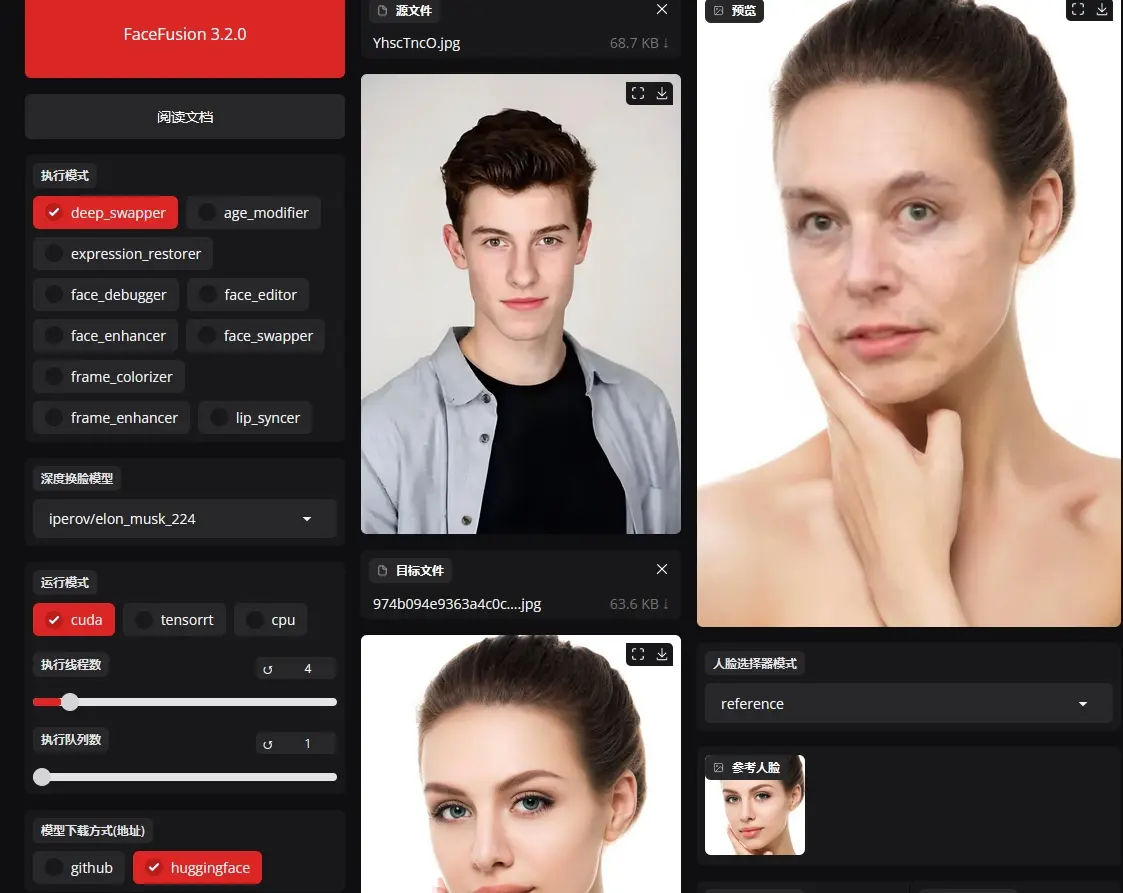 FaceFusion 3.2.0
阅读文档
执行模式
deep_swapper
age_modifier
expression_restorer
face_debugger
face_editor
face_enhancer
face_swapper
frame_colorizer
frame_enhancer
lip_syncer
深度换脸模型
iperov/elon_musk_224
运行模式
cuda
tensorrt
cpu
执行线程数
↺ 4
执行队列数
↺ 1
模型下载方式(地址)
github
huggingface
源文件
YhscTncO.jpg 68.7 KB ↓
目标文件
974b094e9363a4c0c....jpg 63.6 KB ↓
预览
人脸选择器模式
reference
参考人脸